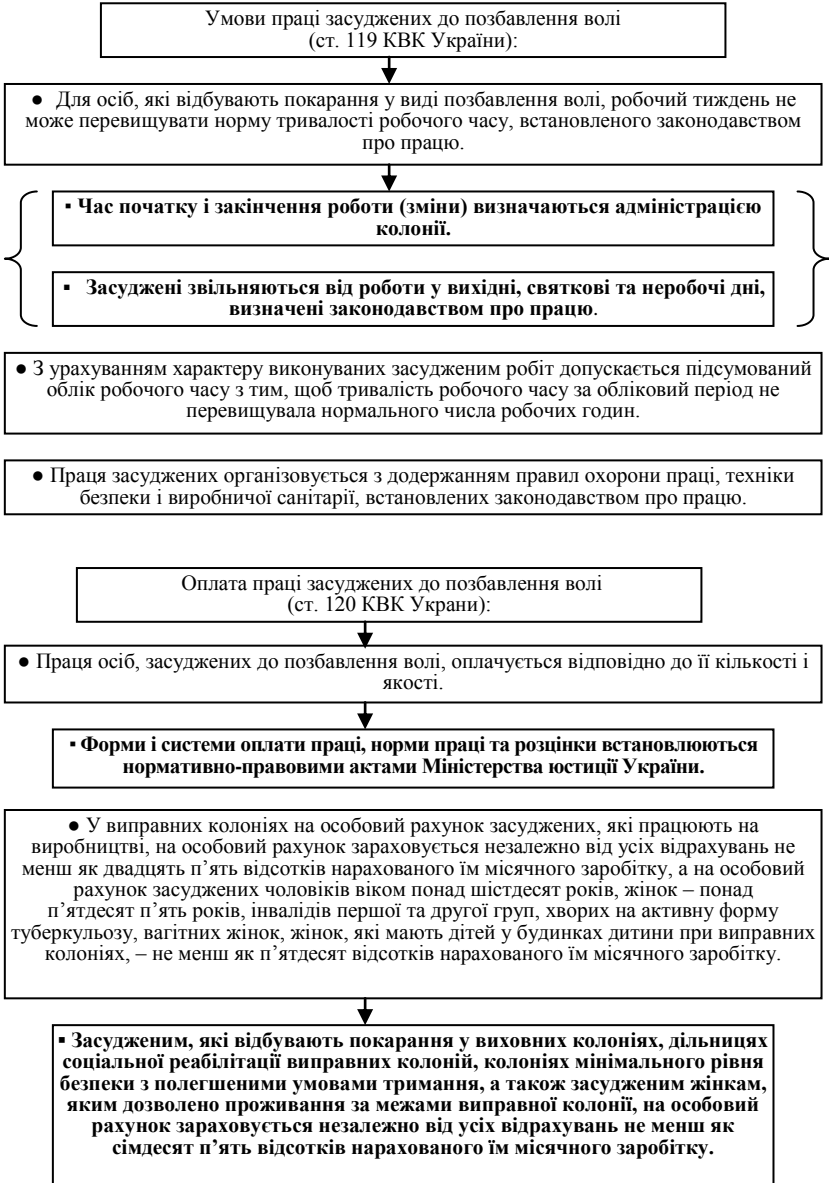 Умови праці засуджених до позбавлення волі
(ст. 119 КВК України):
● Для осіб, які відбувають покарання у виді позбавлення волі, робочий тиждень не
може перевищувати норму тривалості робочого часу, встановленого законодавством
про працю.
▪ Час початку і закінчення роботи (зміни) визначаються адміністрацією
колонії.
▪ Засуджені звільняються від роботи у вихідні, святкові та неробочі дні,
визначені законодавством про працю.
● З урахуванням характеру виконуваних засудженим робіт допускається підсумований
облік робочого часу з тим, щоб тривалість робочого часу за обліковий період не
перевищувала нормального числа робочих годин.
● Праця засуджених організовується з додержанням правил охорони праці, техніки
безпеки і виробничої санітарії, встановлених законодавством про працю.
Оплата праці засуджених до позбавлення волі
(ст. 120 КВК Украни):
● Праця осіб, засуджених до позбавлення волі, оплачується відповідно до її кількості і
якості.
▪ Форми і системи оплати праці, норми праці та розцінки встановлюються
нормативно-правовими актами Міністерства юстиції України.
● У виправних колоніях на особовий рахунок засуджених, які працюють на
виробництві, на особовий рахунок зараховується незалежно від усіх відрахувань не
менш як двадцять п’ять відсотків нарахованого їм місячного заробітку, а на особовий
рахунок засуджених чоловіків віком понад шістдесят років, жінок – понад
п’ятдесят п’ять років, інвалідів першої та другої груп, хворих на активну форму
туберкульозу, вагітних жінок, жінок, які мають дітей у будинках дитини при виправних
колоніях, – не менш як п’ятдесят відсотків нарахованого їм місячного заробітку.
▪ Засудженим, які відбувають покарання у виховних колоніях, дільницях
соціальної реабілітації виправних колоній, колоніях мінімального рівня
безпеки з полегшеними умовами тримання, а також засудженим жінкам,
яким дозволено проживання за межами виправної колонії, на особовий
рахунок зараховується незалежно від усіх відрахувань не менш як
сімдесят п’ять відсотків нарахованого їм місячного заробітку.